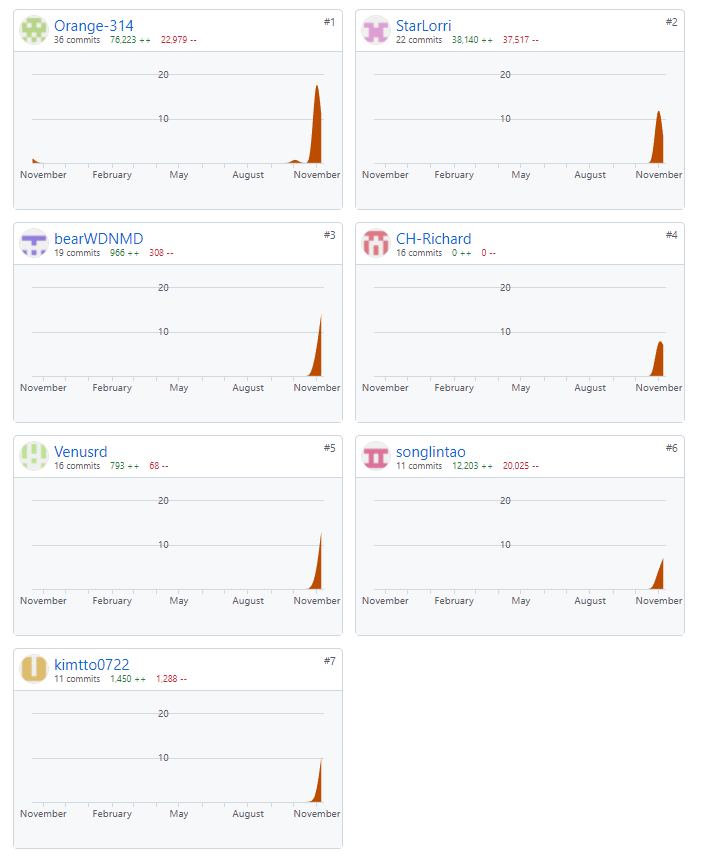 Orange-314 #1
36 commits 76,223 ++ 22,979 --
20
10
November February May August November
StarLorri #2
22 commits 38,140 ++ 37,517 --
20
10
November February May August November
bearWDNMD #3
19 commits 966 ++ 308 --
20
10
November February May August November
CH-Richard #4
16 commits 0 ++ 0 --
20
10
November February May August November
Venusrd #5
16 commits 793 ++ 68 --
20
10
November February May August November
songlintao #6
11 commits 12,203 ++ 20,025 --
20
10
November February May August November
kimtto0722 #7
11 commits 1,450 ++ 1,288 --
20
10
November February May August November